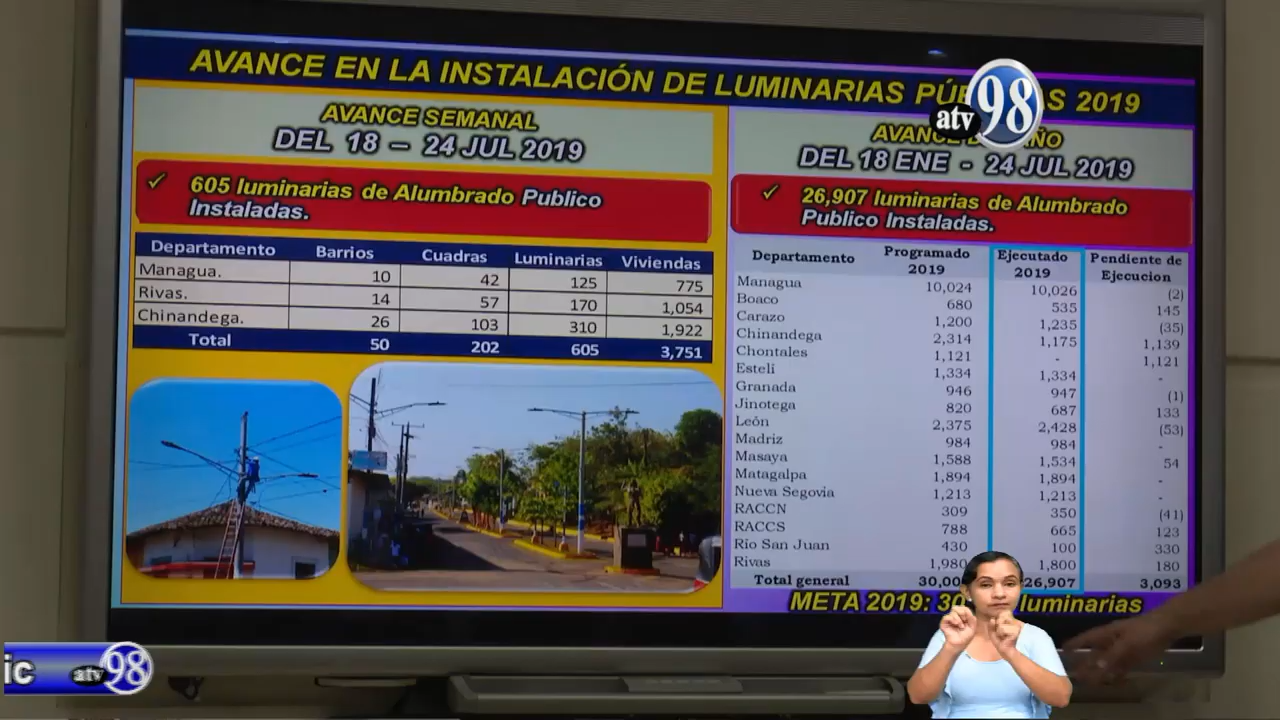 AVANCE EN LA INSTALACIÓN DE LUMINARIAS 2019
atv 98
AVANCE SEMANAL
DEL 18 – 24 JUL 2019
✓ 605 luminarias de Alumbrado Publico
Instaladas.
Departamento Barrios Cuadras Luminarias Viviendas
Managua. 10 42 125 775
Rivas. 14 57 170 1,054
Chinandega. 26 103 310 1,922
Total 50 202 605 3,751
AVANCE
DEL 18 ENE - 24 JUL 2019
✓ 26,907 luminarias de Alumbrado
Publico Instaladas.
Departamento Programado 2019 Ejecutado 2019 Pendiente de Ejecucion
Managua 10,024 10,026 (2)
Boaco 680 535 145
Carazo 1,200 1,235 (35)
Chinandega 2,314 1,175 1,139
Chontales 1,121 - 1,121
Estelí 1,334 1,334 -
Granada 946 947 (1)
Jinotega 820 687 133
León 2,375 2,428 (53)
Madriz 984 984 -
Masaya 1,588 1,534 54
Matagalpa 1,894 1,894 -
Nueva Segovia 1,213 1,213 -
RACCN 309 350 (41)
RACCS 788 665 123
Río San Juan 430 100 330
Rivas 1,980 1,800 180
Total general 26,907 3,093
META 2019: luminarias
ic atv 98